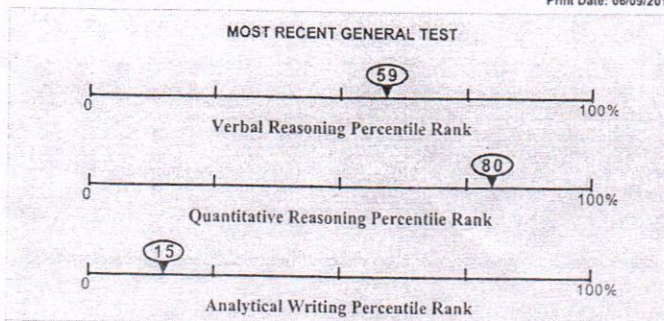 Print Date: 06/09/201
MOST RECENT GENERAL TEST
59
0 100%
Verbal Reasoning Percentile Rank
80
0 100%
Quantitative Reasoning Percentile Rank
15
0 100%
Analytical Writing Percentile Rank